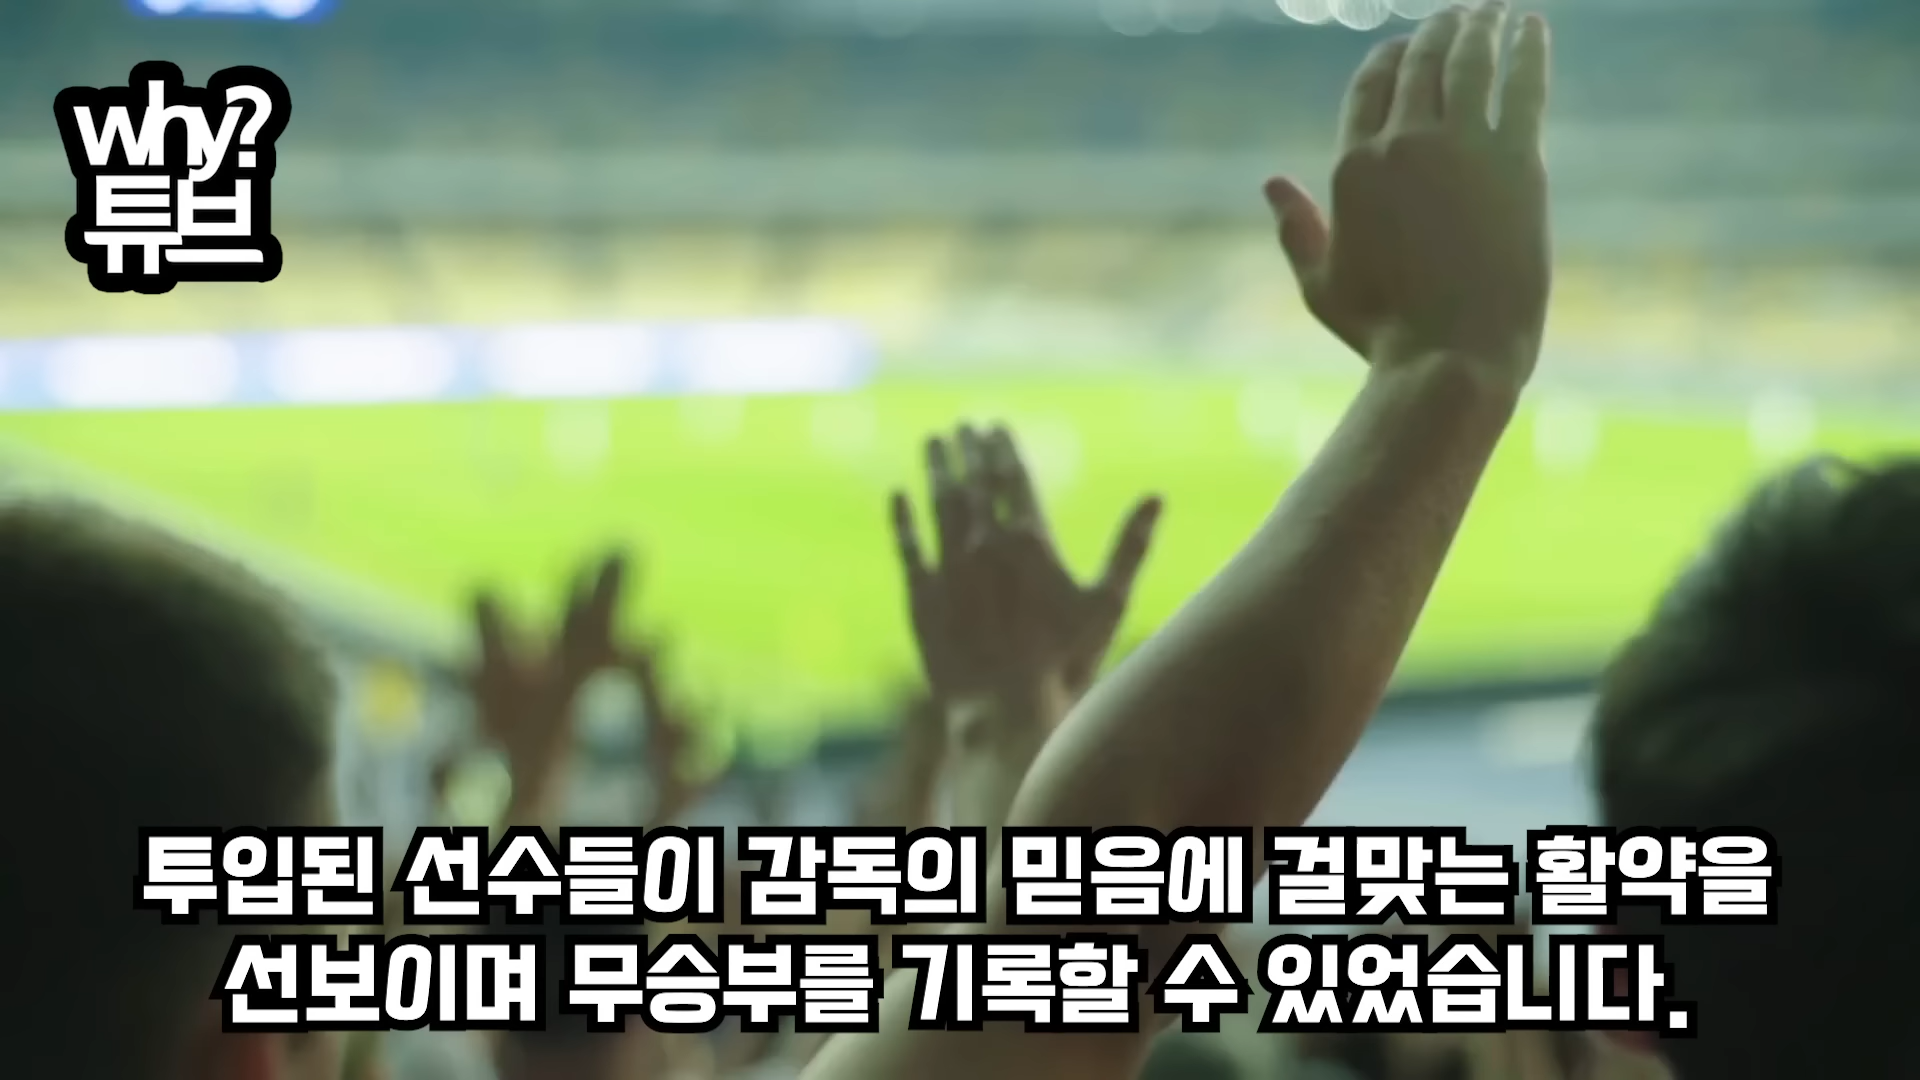 why?
튜브
투입된 선수들이 감독의 믿음에 걸맞는 활약을
선보이며 무승부를 기록할 수 있었습니다.